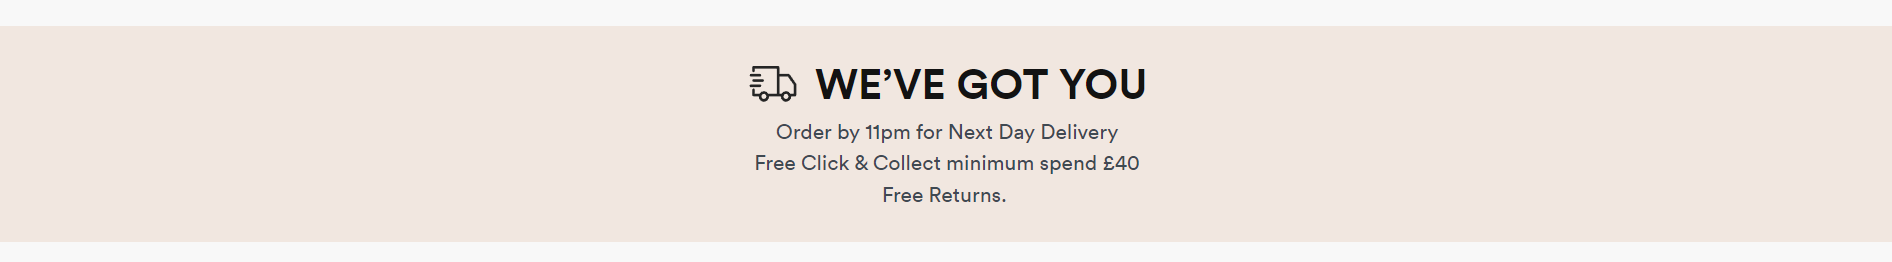 WE’VE GOT YOU
Order by 11pm for Next Day Delivery
Free Click & Collect minimum spend £40
Free Returns.